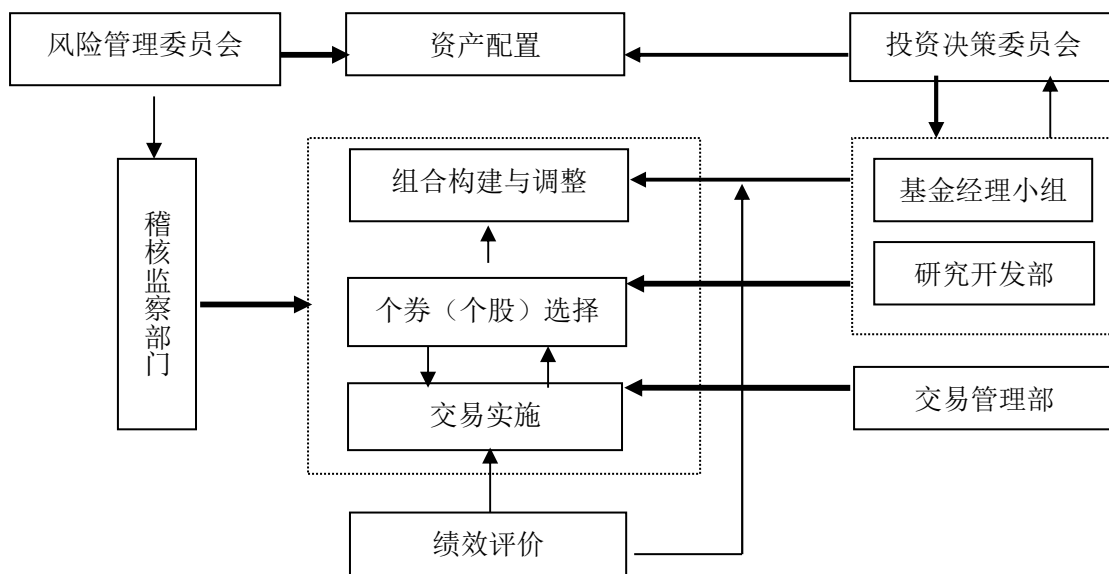 风险管理委员会
资产配置
投资决策委员会
组合构建与调整
基金经理小组
稽核监察部门
研究开发部
个券（个股）选择
交易实施
交易管理部
绩效评价